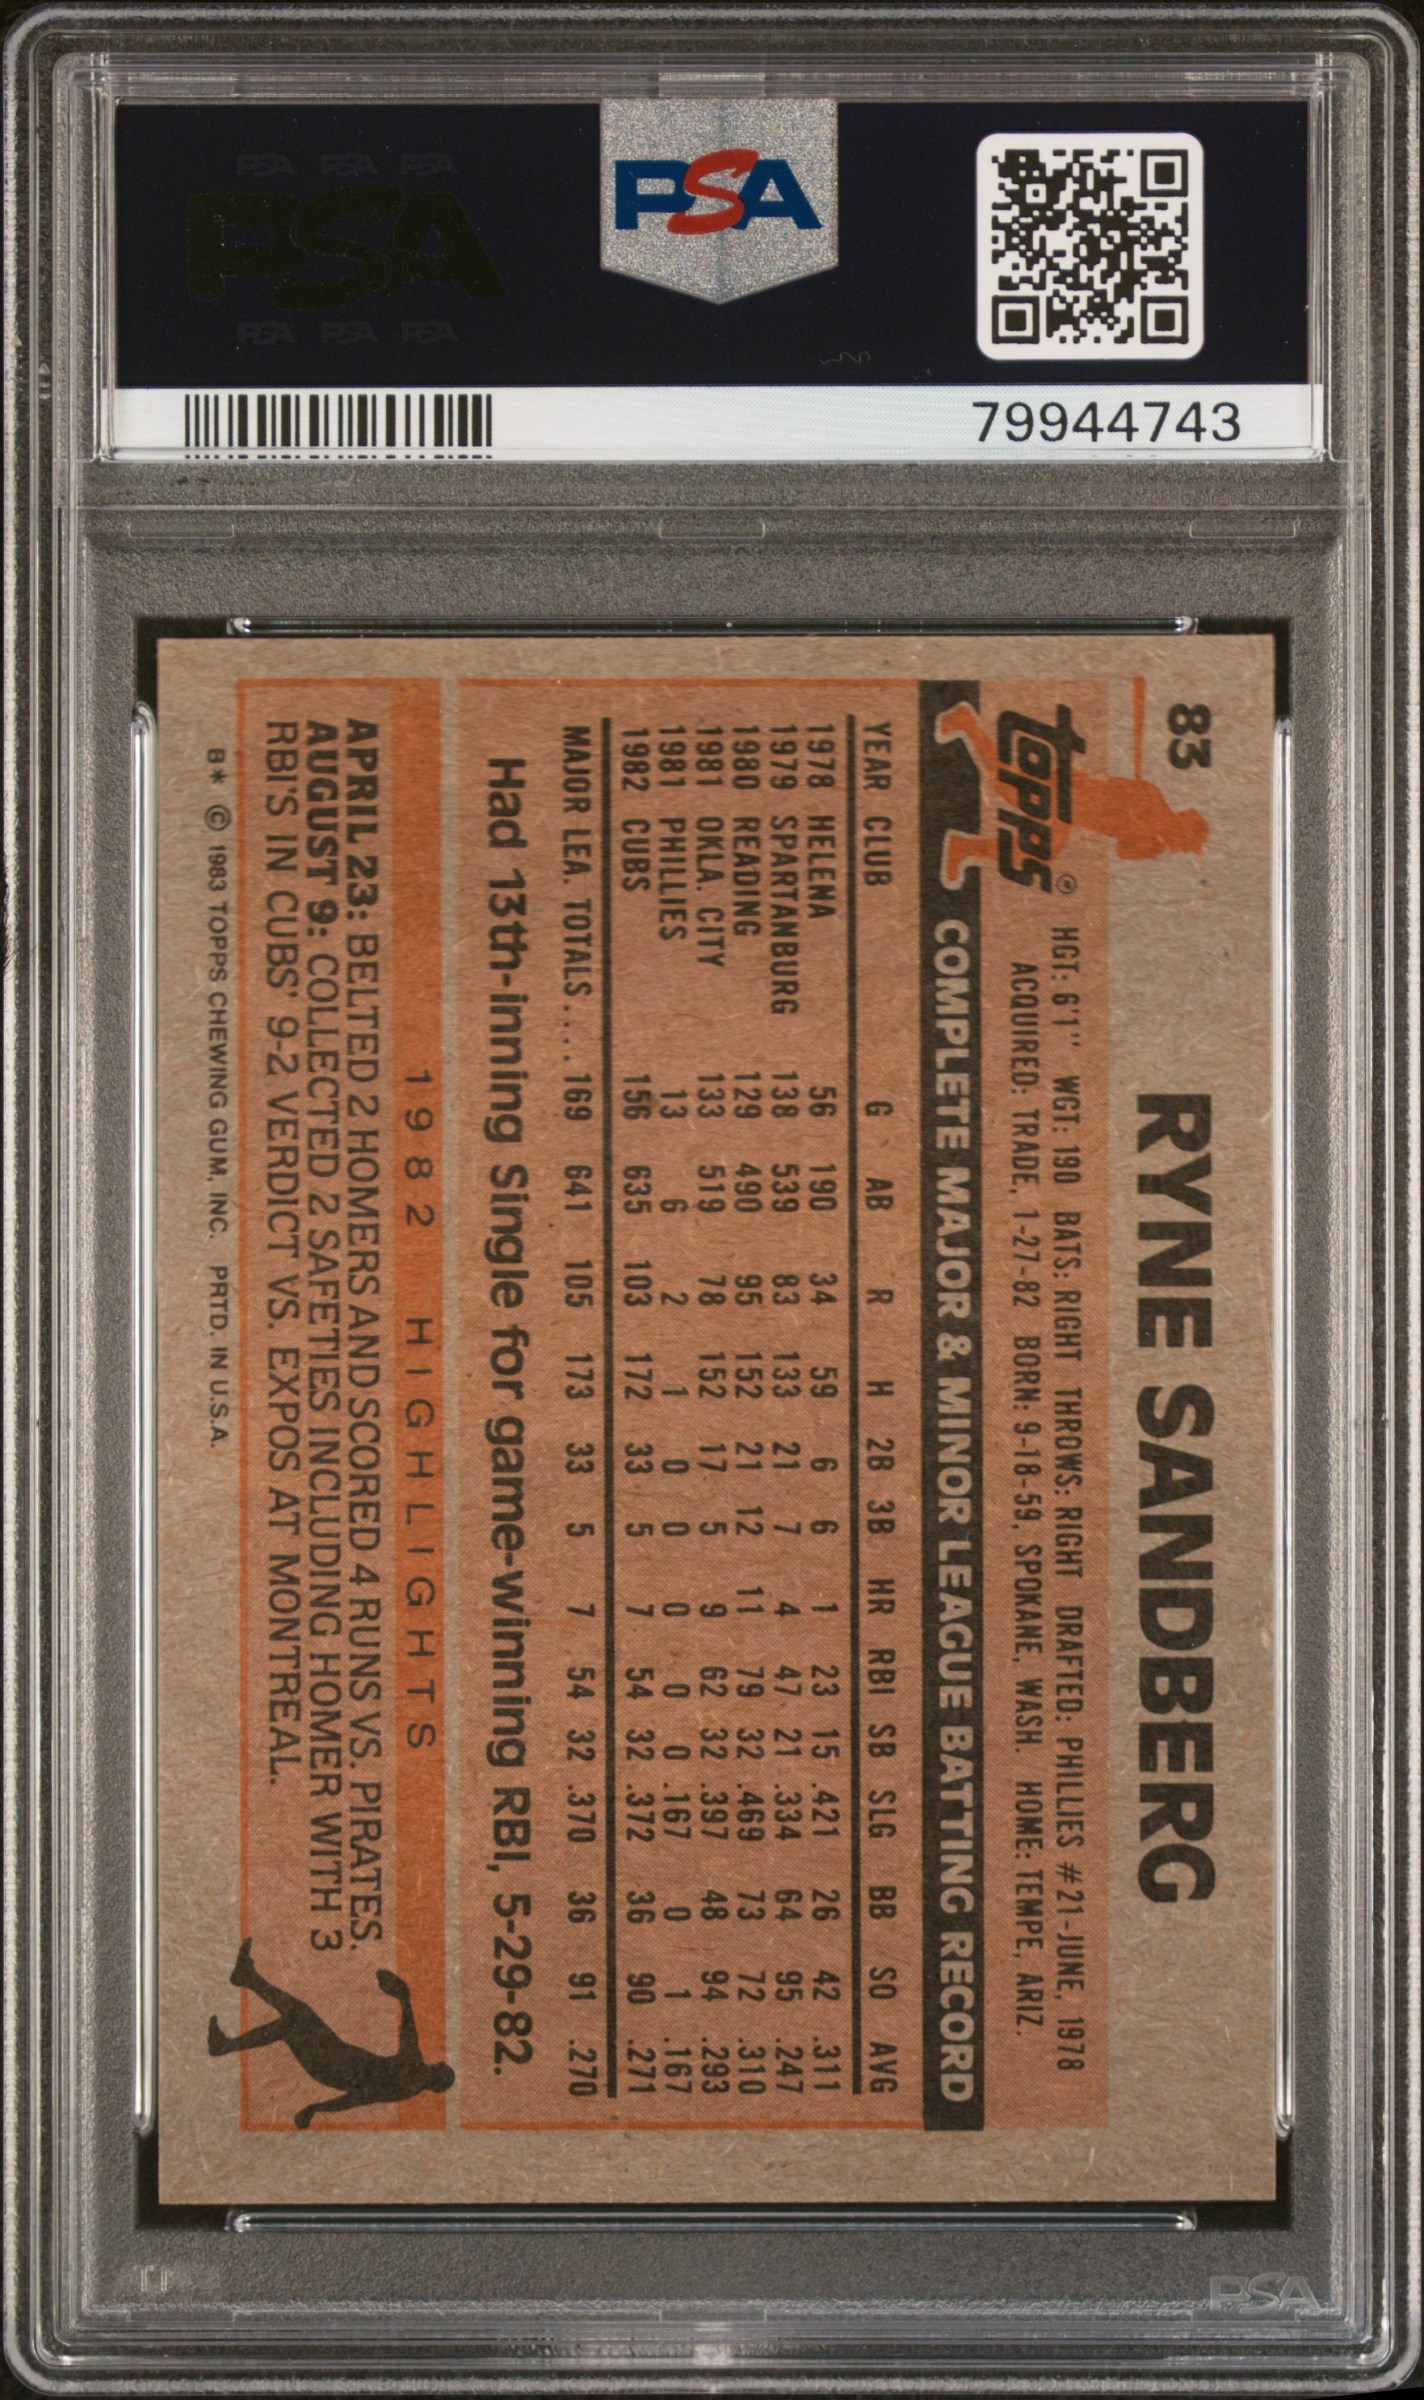 PSA PSA PSA
PSA
PSA PSA PSA
PSA
79944743
83
RYNE SANDBERG
topps®
HGT: 6'1" WGT: 190 BATS: RIGHT THROWS: RIGHT DRAFTED: PHILLIES #21-JUNE, 1978
ACQUIRED: TRADE, 1-27-82 BORN: 9-18-59, SPOKANE, WASH. HOME: TEMPE, ARIZ.
COMPLETE MAJOR & MINOR LEAGUE BATTING RECORD
YEAR CLUB G AB R H 2B 3B HR RBI SB SLG BB SO AVG
1978 HELENA 56 190 34 59 6 6 1 23 15 .421 26 42 .311
1979 SPARTANBURG 138 539 83 133 21 7 4 47 21 .334 64 95 .247
1980 READING 129 490 95 152 21 12 11 79 32 .469 73 72 .310
1981 OKLA. CITY 133 519 78 152 17 5 9 62 32 .397 48 94 .293
1981 PHILLIES 13 6 2 1 0 0 0 0 0 .167 0 1 .167
1982 CUBS 156 635 103 172 33 5 7 54 32 .372 36 90 .271
MAJOR LEA. TOTALS.... 169 641 105 173 33 5 7 54 32 .370 36 91 .270
Had 13th-inning Single for game-winning RBI, 5-29-82.
1982 HIGHLIGHTS
APRIL 23: BELTED 2 HOMERS AND SCORED 4 RUNS VS. PIRATES.
AUGUST 9: COLLECTED 2 SAFETIES INCLUDING HOMER WITH 3
RBI'S IN CUBS' 9-2 VERDICT VS. EXPOS AT MONTREAL.
B* © 1983 TOPPS CHEWING GUM, INC. PRTD. IN U.S.A.
PSA